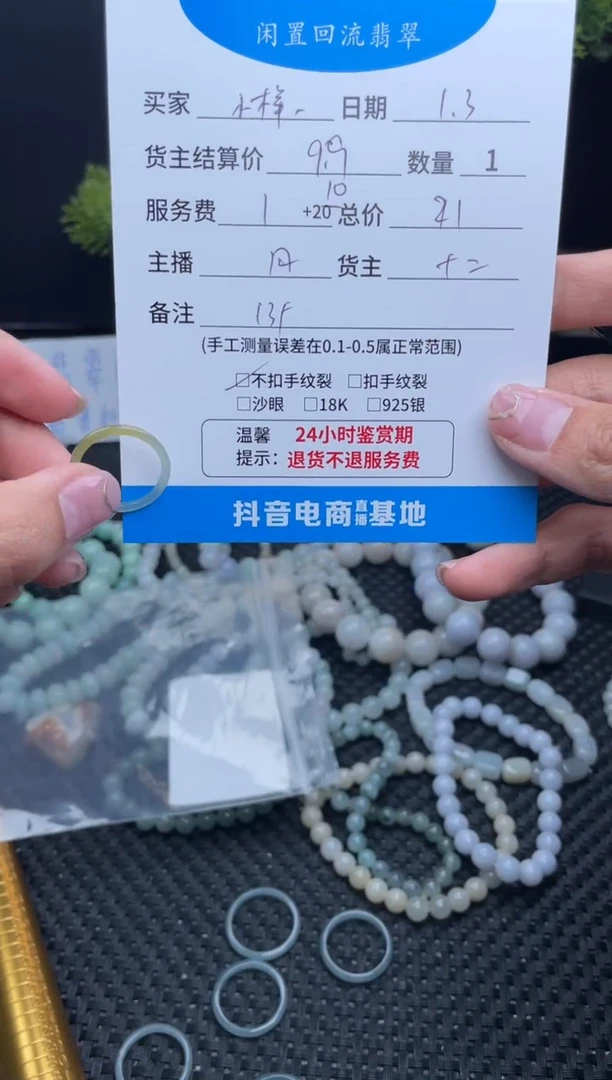 闲置回流翡翠
买家 小样 日期 1.3
货主结算价 9.9 数量 1
10
服务费 1 +20 总价 21
主播 货主 十二
备注 13F
(手工测量误差在0.1-0.5属正常范围)
不扣手纹裂 扣手纹裂
沙眼 18K 925银
温馨 24小时鉴赏期
提示: 退货不退服务费
抖音电商直播基地